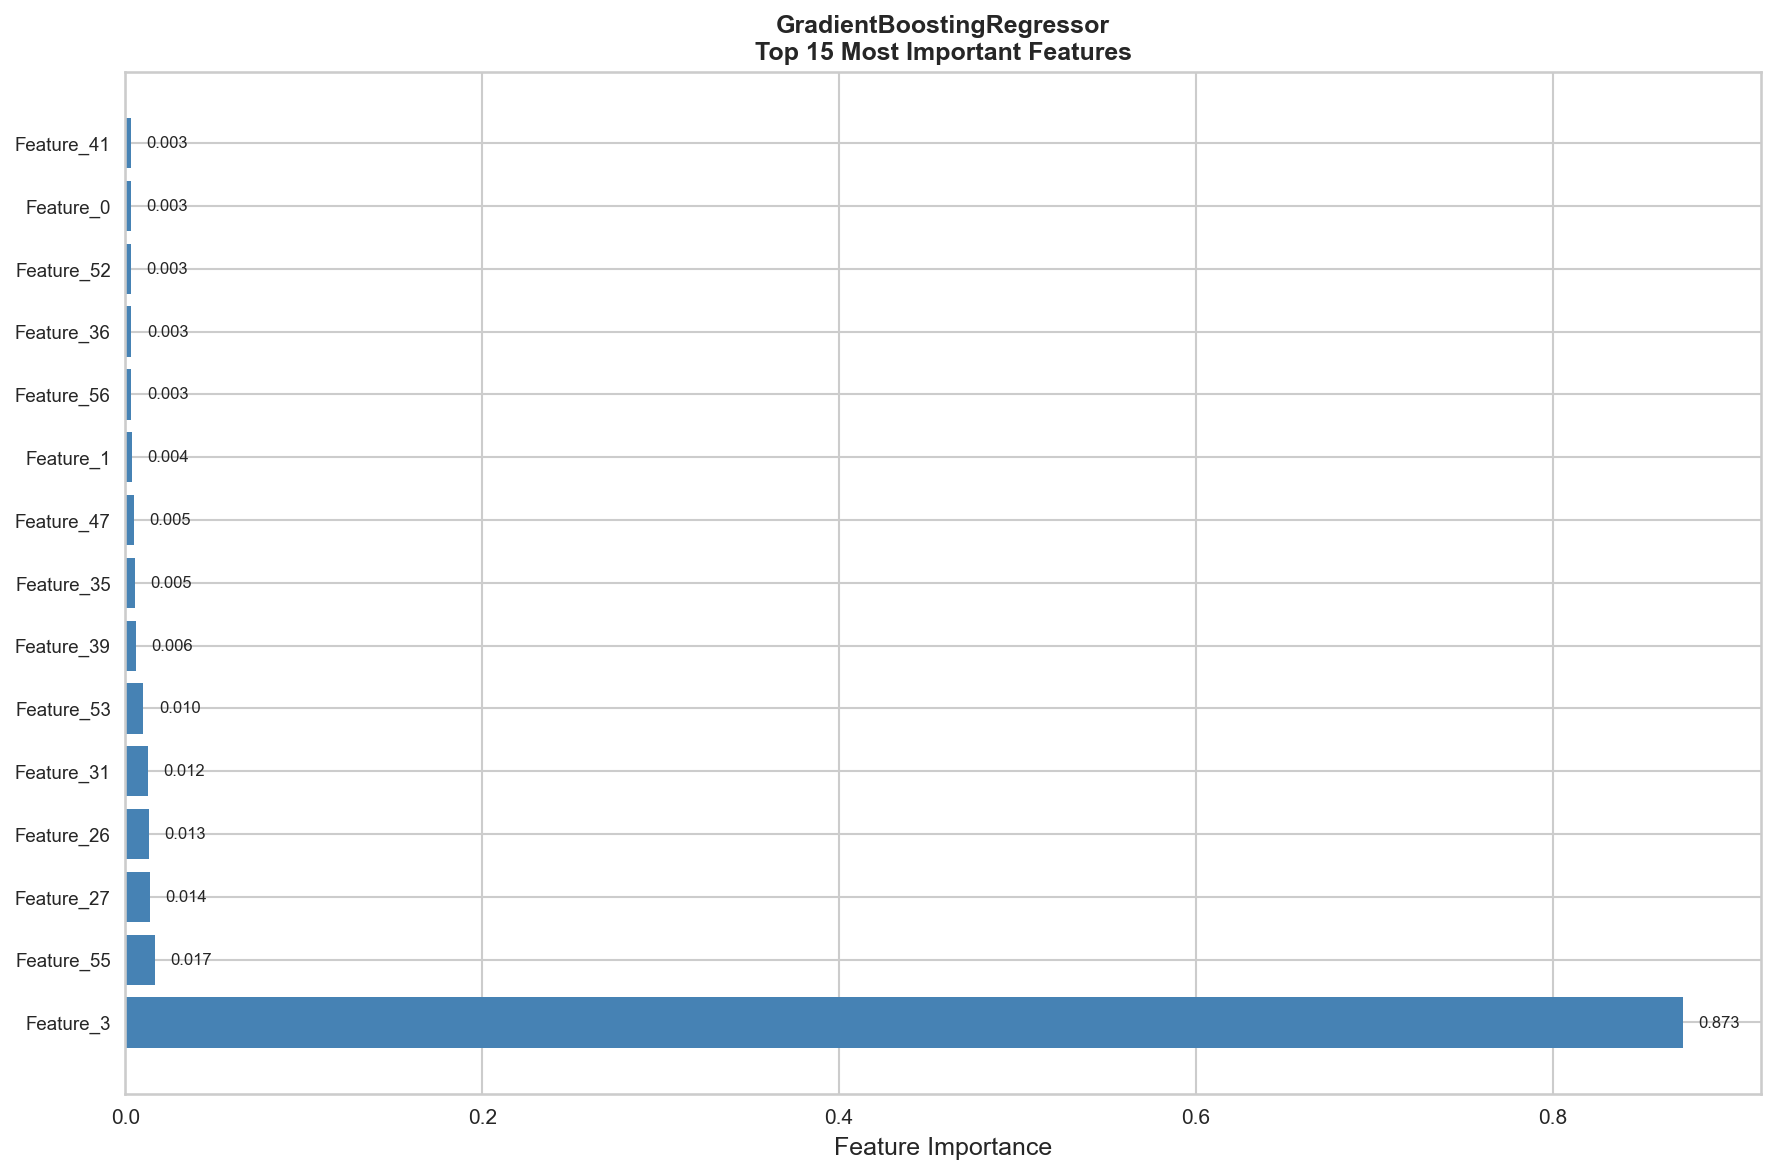 GradientBoostingRegressor
Top 15 Most Important Features
Feature_41 0.003
Feature_0 0.003
Feature_52 0.003
Feature_36 0.003
Feature_56 0.003
Feature_1 0.004
Feature_47 0.005
Feature_35 0.005
Feature_39 0.006
Feature_53 0.010
Feature_31 0.012
Feature_26 0.013
Feature_27 0.014
Feature_55 0.017
Feature_3 0.873
0.0 0.2 0.4 0.6 0.8
Feature Importance